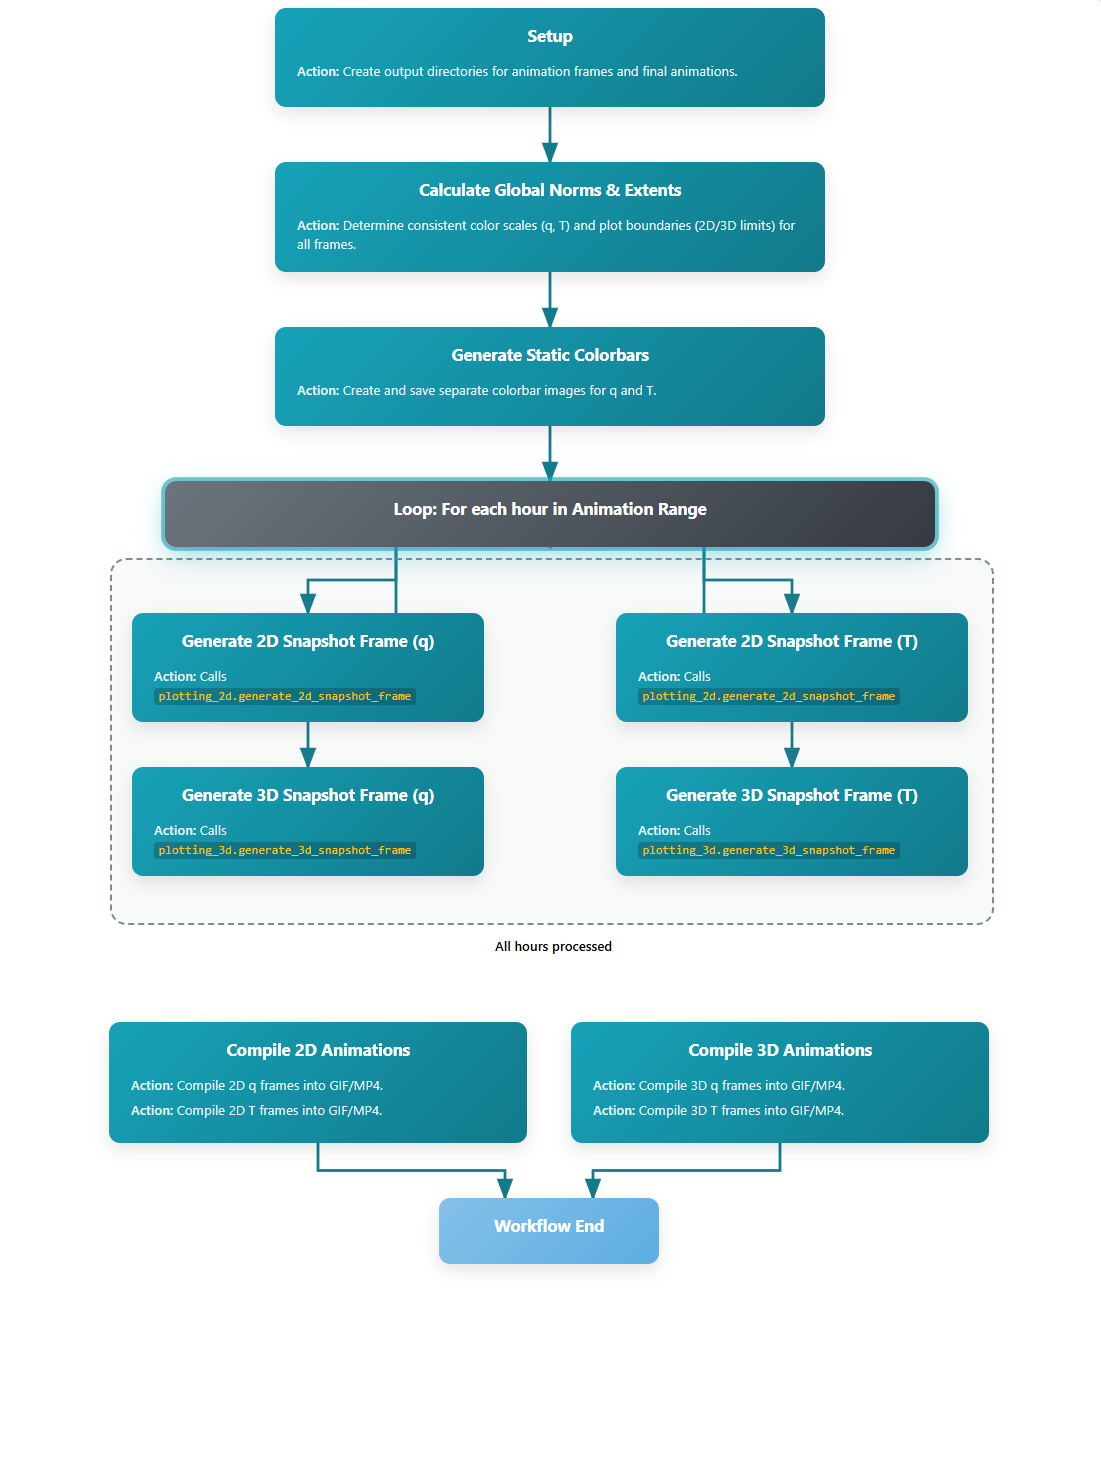 Setup
Action: Create output directories for animation frames and final animations.
Calculate Global Norms & Extents
Action: Determine consistent color scales (q, T) and plot boundaries (2D/3D limits) for
all frames.
Generate Static Colorbars
Action: Create and save separate colorbar images for q and T.
Loop: For each hour in Animation Range
Generate 2D Snapshot Frame (q)
Action: Calls
plotting_2d.generate_2d_snapshot_frame
Generate 2D Snapshot Frame (T)
Action: Calls
plotting_2d.generate_2d_snapshot_frame
Generate 3D Snapshot Frame (q)
Action: Calls
plotting_3d.generate_3d_snapshot_frame
Generate 3D Snapshot Frame (T)
Action: Calls
plotting_3d.generate_3d_snapshot_frame
All hours processed
Compile 2D Animations
Action: Compile 2D q frames into GIF/MP4.
Action: Compile 2D T frames into GIF/MP4.
Compile 3D Animations
Action: Compile 3D q frames into GIF/MP4.
Action: Compile 3D T frames into GIF/MP4.
Workflow End